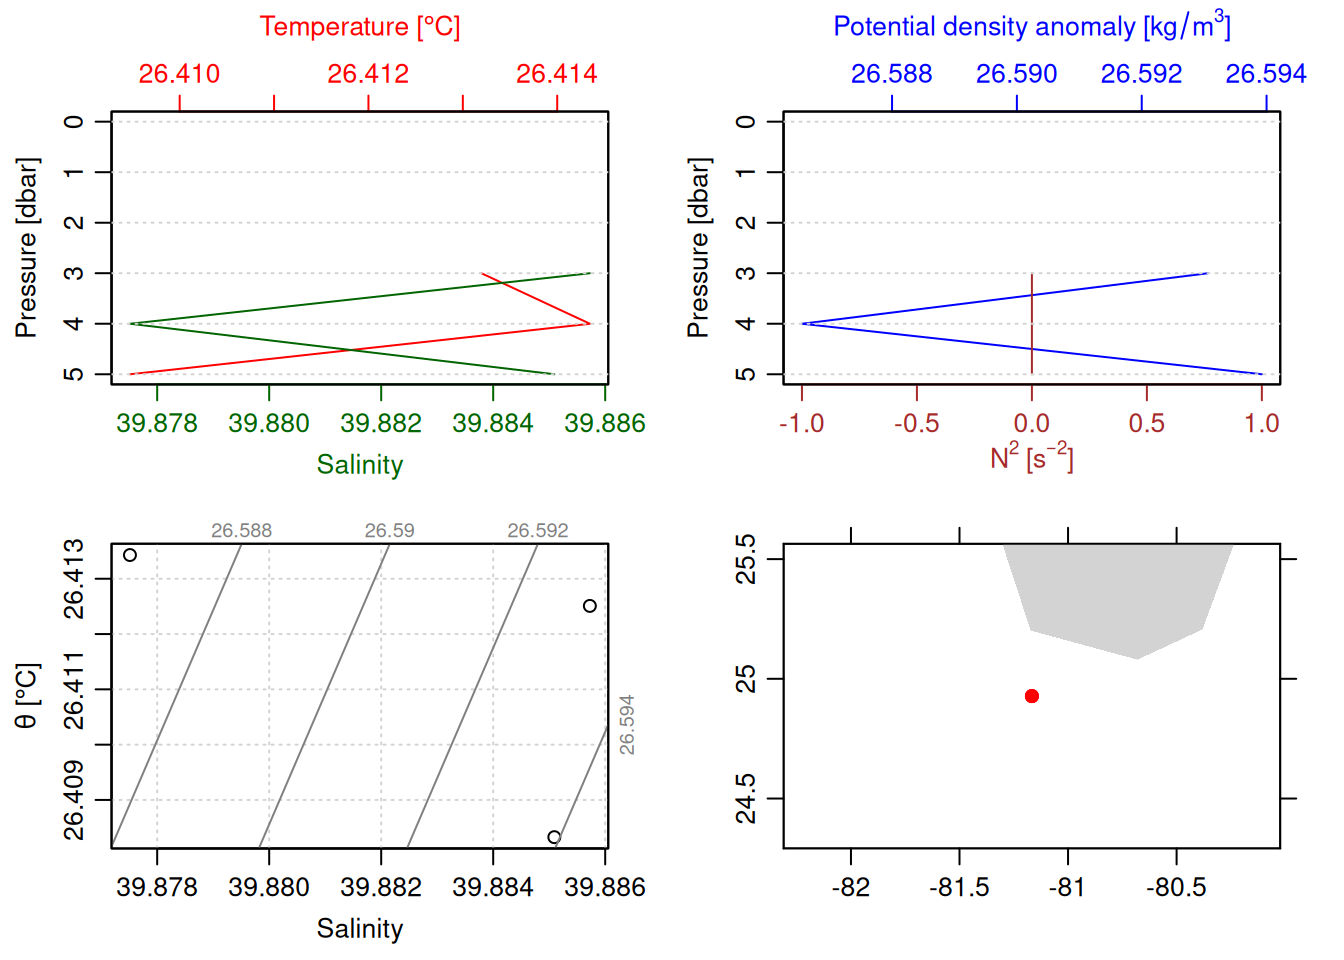 Temperature [°C]
26.410 26.412 26.414
Pressure [dbar]
0
1
2
3
4
5
39.878 39.880 39.882 39.884 39.886
Salinity
Potential density anomaly [kg/m³]
26.588 26.590 26.592 26.594
Pressure [dbar]
0
1
2
3
4
5
-1.0 -0.5 0.0 0.5 1.0
N² [s⁻²]
26.588 26.59 26.592
26.594
θ [°C]
26.413
26.411
26.409
39.878 39.880 39.882 39.884 39.886
Salinity
25.5
25
24.5
-82 -81.5 -81 -80.5